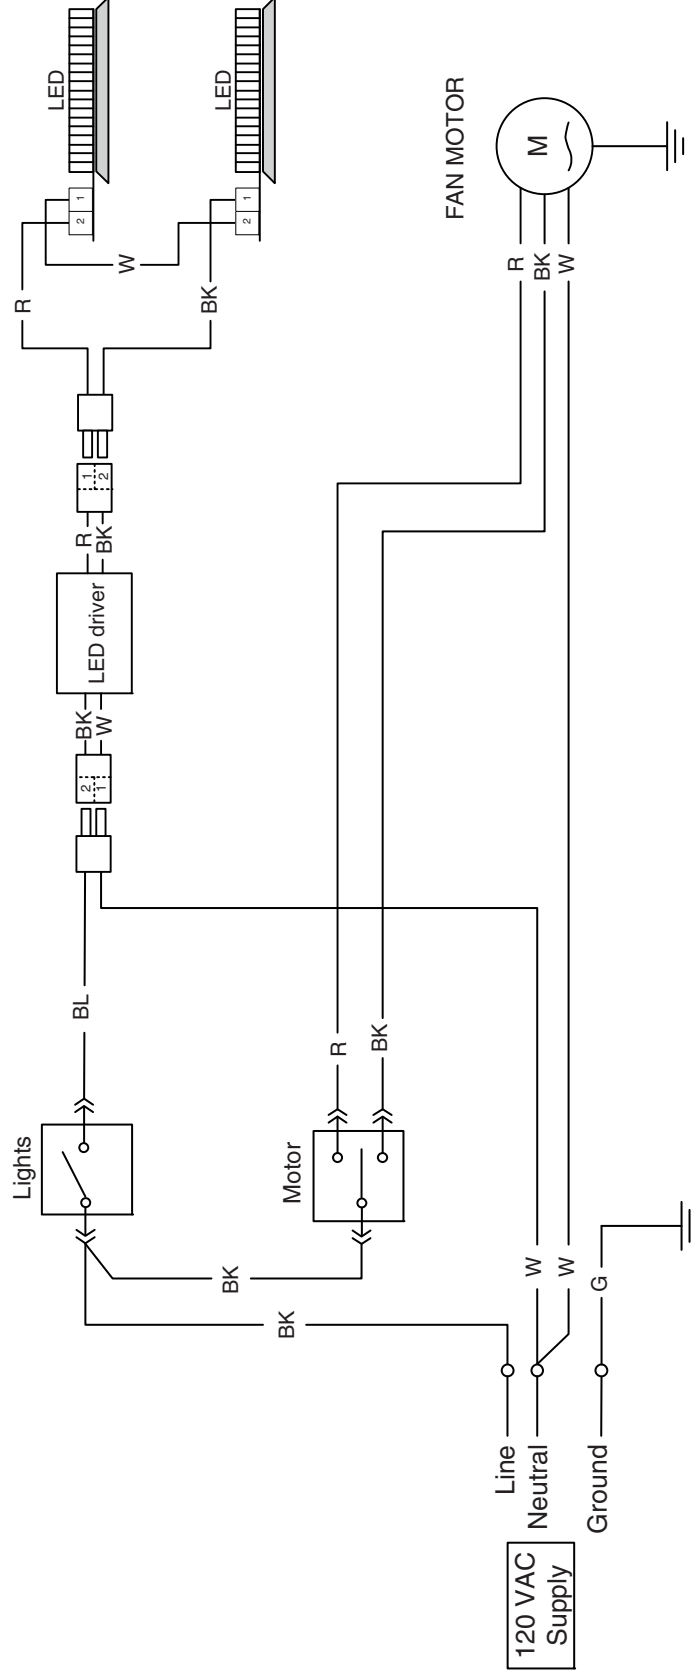 LED
LED
1
2
1
2
R
W
BK
1
2
R
BK
LED driver
BK
W
2
1
BL
Lights
FAN MOTOR
M
R
BK
W
R
BK
Motor
BK
BK
W
W
G
Line
Neutral
Ground
120 VAC
Supply